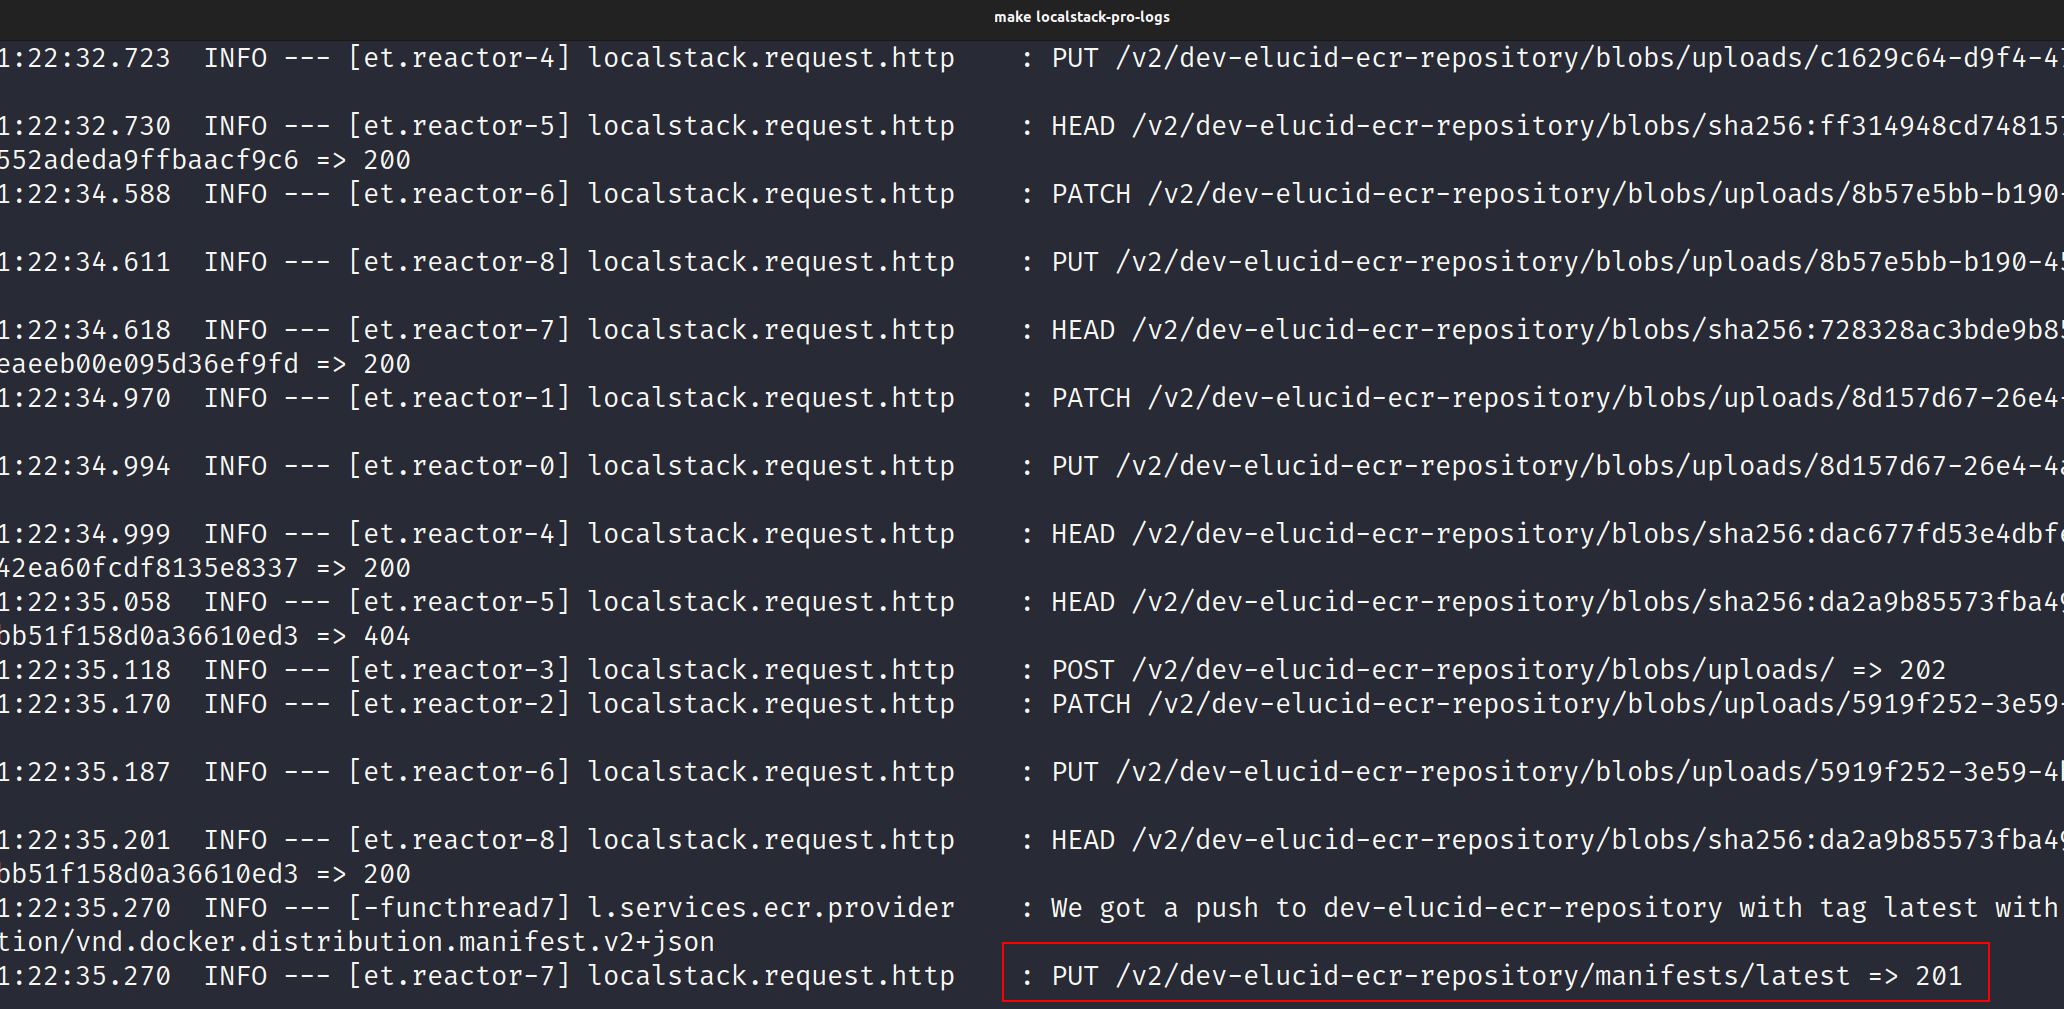 make localstack-pro-logs
1:22:32.723  INFO --- [et.reactor-4] localstack.request.http    : PUT /v2/dev-elucid-ecr-repository/blobs/uploads/c1629c64-d9f4-47
1:22:32.730  INFO --- [et.reactor-5] localstack.request.http    : HEAD /v2/dev-elucid-ecr-repository/blobs/sha256:ff314948cd748157
552adeda9ffbaacf9c6 => 200
1:22:34.588  INFO --- [et.reactor-6] localstack.request.http    : PATCH /v2/dev-elucid-ecr-repository/blobs/uploads/8b57e5bb-b190-
1:22:34.611  INFO --- [et.reactor-8] localstack.request.http    : PUT /v2/dev-elucid-ecr-repository/blobs/uploads/8b57e5bb-b190-45
1:22:34.618  INFO --- [et.reactor-7] localstack.request.http    : HEAD /v2/dev-elucid-ecr-repository/blobs/sha256:728328ac3bde9b85
eaeeb00e095d36ef9fd => 200
1:22:34.970  INFO --- [et.reactor-1] localstack.request.http    : PATCH /v2/dev-elucid-ecr-repository/blobs/uploads/8d157d67-26e4-
1:22:34.994  INFO --- [et.reactor-0] localstack.request.http    : PUT /v2/dev-elucid-ecr-repository/blobs/uploads/8d157d67-26e4-4a
1:22:34.999  INFO --- [et.reactor-4] localstack.request.http    : HEAD /v2/dev-elucid-ecr-repository/blobs/sha256:dac677fd53e4dbfe
42ea60fcdf8135e8337 => 200
1:22:35.058  INFO --- [et.reactor-5] localstack.request.http    : HEAD /v2/dev-elucid-ecr-repository/blobs/sha256:da2a9b85573fba49
bb51f158d0a36610ed3 => 404
1:22:35.118  INFO --- [et.reactor-3] localstack.request.http    : POST /v2/dev-elucid-ecr-repository/blobs/uploads/ => 202
1:22:35.170  INFO --- [et.reactor-2] localstack.request.http    : PATCH /v2/dev-elucid-ecr-repository/blobs/uploads/5919f252-3e59-
1:22:35.187  INFO --- [et.reactor-6] localstack.request.http    : PUT /v2/dev-elucid-ecr-repository/blobs/uploads/5919f252-3e59-4b
1:22:35.201  INFO --- [et.reactor-8] localstack.request.http    : HEAD /v2/dev-elucid-ecr-repository/blobs/sha256:da2a9b85573fba49
bb51f158d0a36610ed3 => 200
1:22:35.270  INFO --- [-functhread7] l.services.ecr.provider    : We got a push to dev-elucid-ecr-repository with tag latest with
tion/vnd.docker.distribution.manifest.v2+json
1:22:35.270  INFO --- [et.reactor-7] localstack.request.http    : PUT /v2/dev-elucid-ecr-repository/manifests/latest => 201